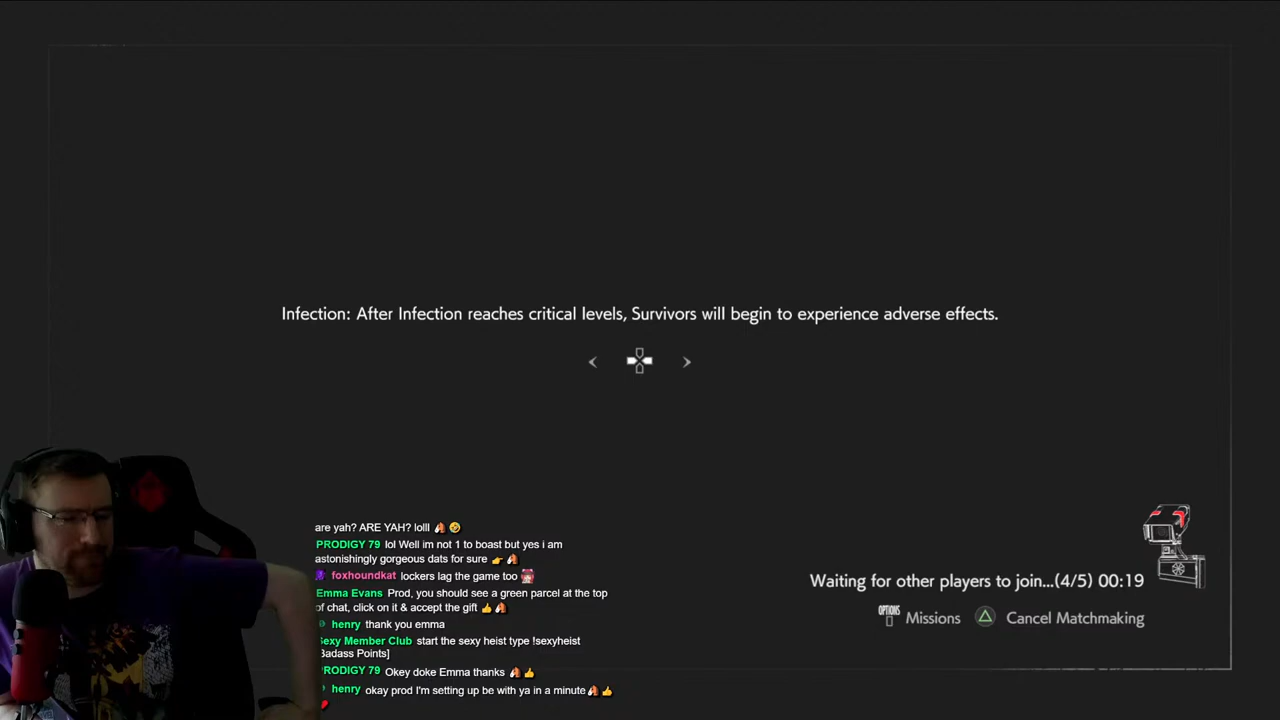 Infection: After Infection reaches critical levels, Survivors will begin to experience adverse effects.
are yah? ARE YAH? lolll
PRODIGY 79 lol Well im not 1 to boast but yes i am
astonishingly gorgeous dats for sure
foxhoundkat lockers lag the game too
Emma Evans Prod, you should see a green parcel at the top
of chat, click on it & accept the gift
henry thank you emma
Sexy Member Club start the sexy heist type !sexyheist
[Badass Points]
PRODIGY 79 Okey doke Emma thanks
henry okay prod I'm setting up be with ya in a minute
Waiting for other players to join...(4/5) 00:19
OPTIONS Missions Cancel Matchmaking